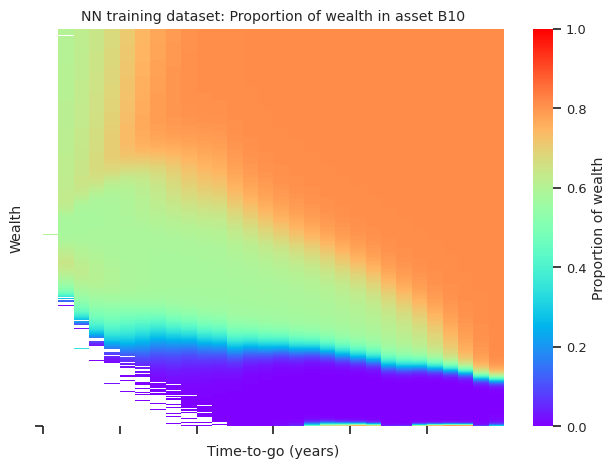 NN training dataset: Proportion of wealth in asset B10
Wealth
Time-to-go (years)
1.0
0.8
0.6
0.4
0.2
0.0
Proportion of wealth